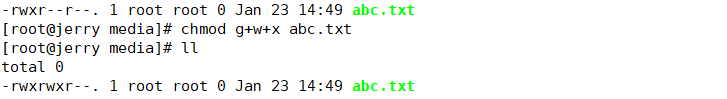 -rwxr--r--. 1 root root 0 Jan 23 14:49 abc.txt
[root@jerry media]# chmod g+w+x abc.txt
[root@jerry media]# ll
total 0
-rwxrwxr--. 1 root root 0 Jan 23 14:49 abc.txt